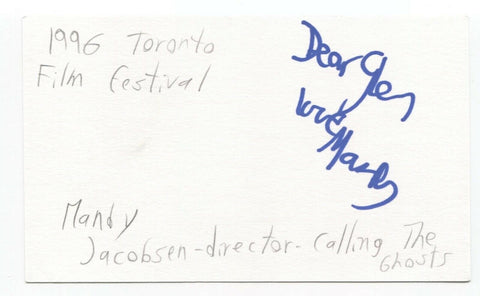 1996 Toronto
Film Festival
Dear Glen
love
Mandy
Mandy
Jacobsen-director-Calling The
Ghosts